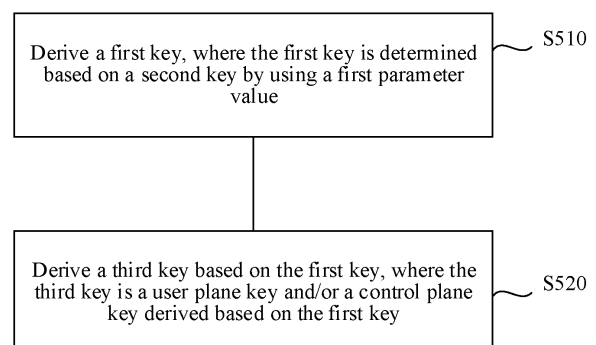 Derive a first key, where the first key is determined
based on a second key by using a first parameter
value
S510
Derive a third key based on the first key, where the
third key is a user plane key and/or a control plane
key derived based on the first key
S520